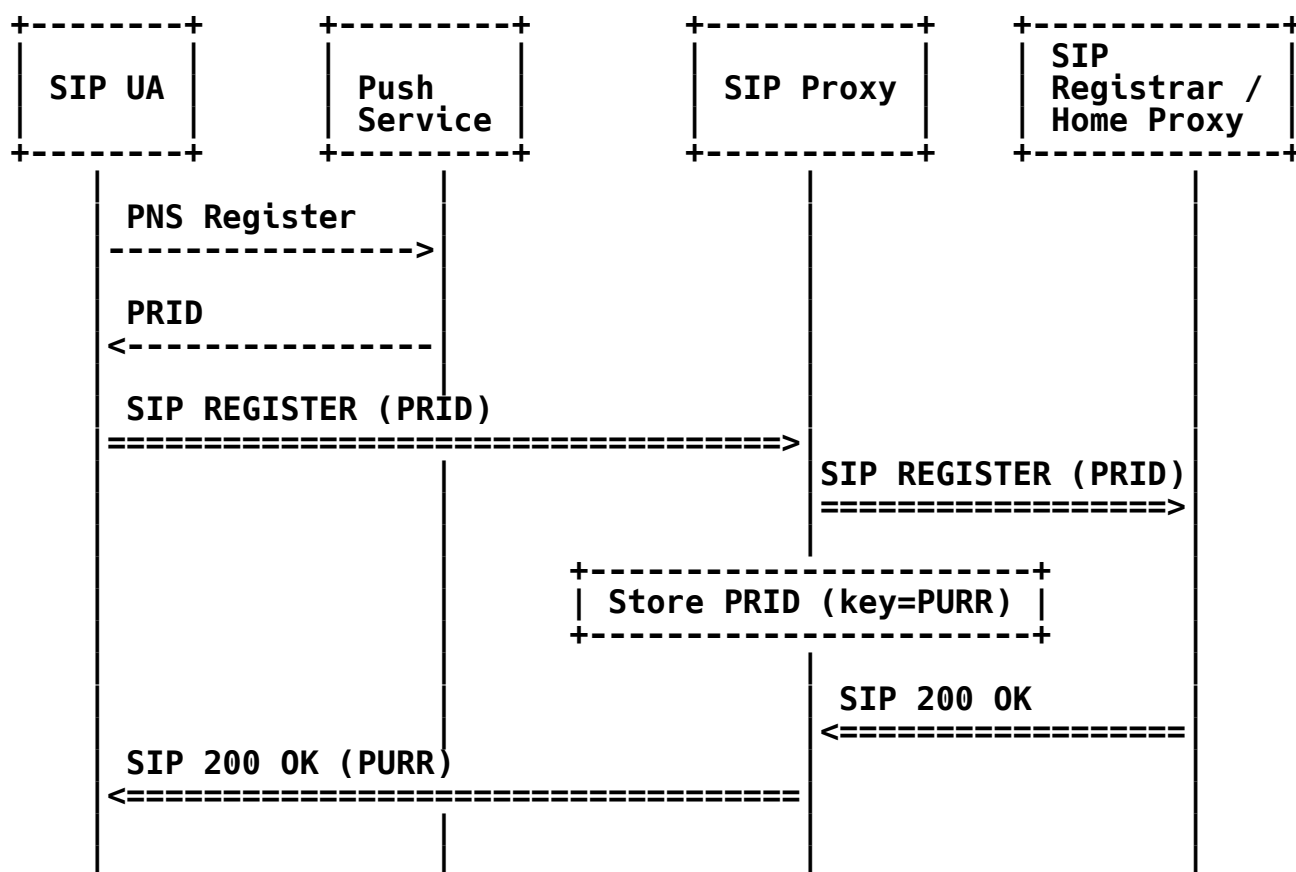 SIP UA
Push
Service
SIP Proxy
SIP
Registrar /
Home Proxy
PNS Register
PRID
SIP REGISTER (PRID)
SIP REGISTER (PRID)
Store PRID (key=PURR)
SIP 200 OK
SIP 200 OK (PURR)